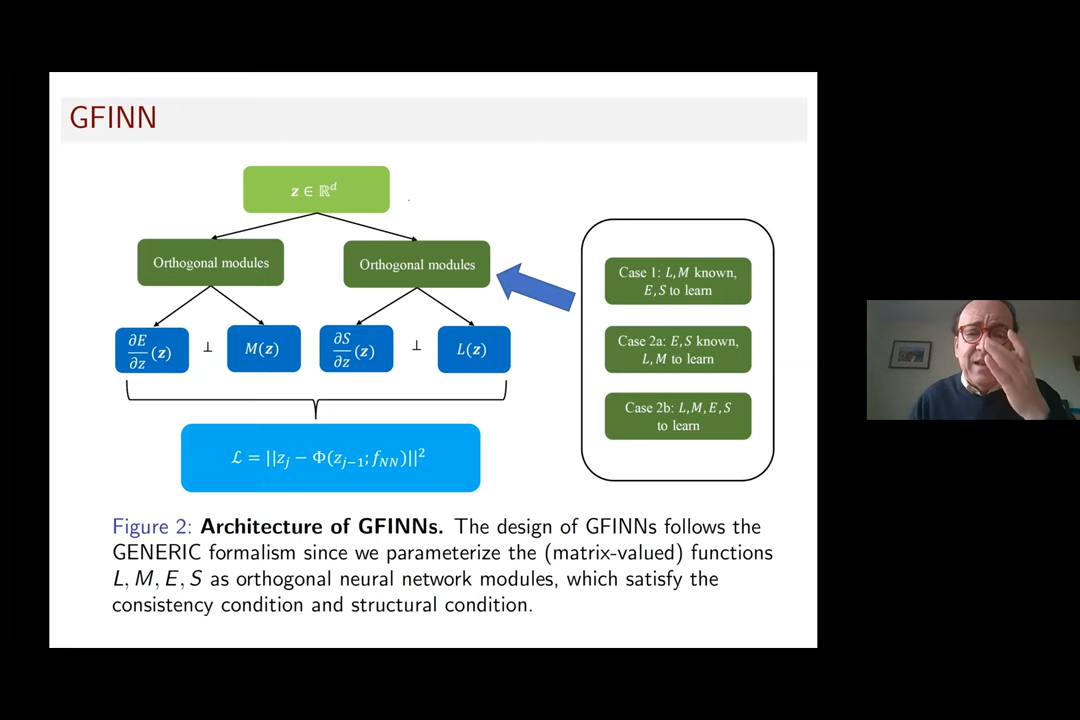 GFINN
z ∈ ℝ^d
Orthogonal modules
Orthogonal modules
∂E/∂z (z)
⊥
M(z)
∂S/∂z (z)
⊥
L(z)
ℒ = ||z_j − Φ(z_{j−1}; f_{NN})||^2
Case 1: L, M known,
E, S to learn
Case 2a: E, S known,
L, M to learn
Case 2b: L, M, E, S
to learn
Figure 2: Architecture of GFINNs. The design of GFINNs follows the
GENERIC formalism since we parameterize the (matrix-valued) functions
L, M, E, S as orthogonal neural network modules, which satisfy the
consistency condition and structural condition.